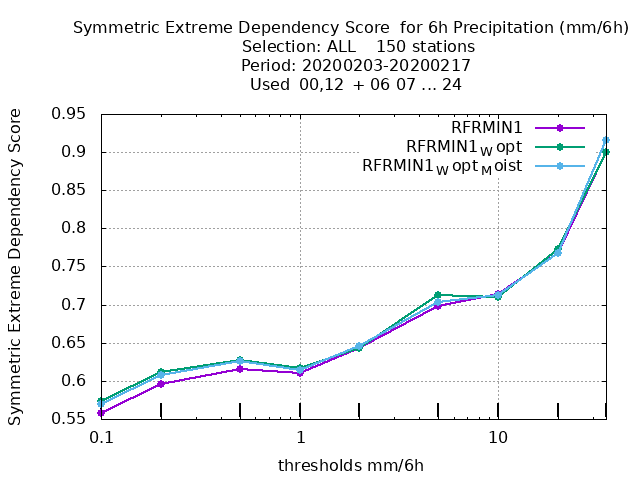 Symmetric Extreme Dependency Score for 6h Precipitation (mm/6h)
Selection: ALL 150 stations
Period: 20200203-20200217
Used 00,12 + 06 07 ... 24
Symmetric Extreme Dependency Score
0.95
0.9
0.85
0.8
0.75
0.7
0.65
0.6
0.55
RFRMIN1
RFRMIN1Wopt
RFRMIN1WoptMoist
0.1 1 10
thresholds mm/6h